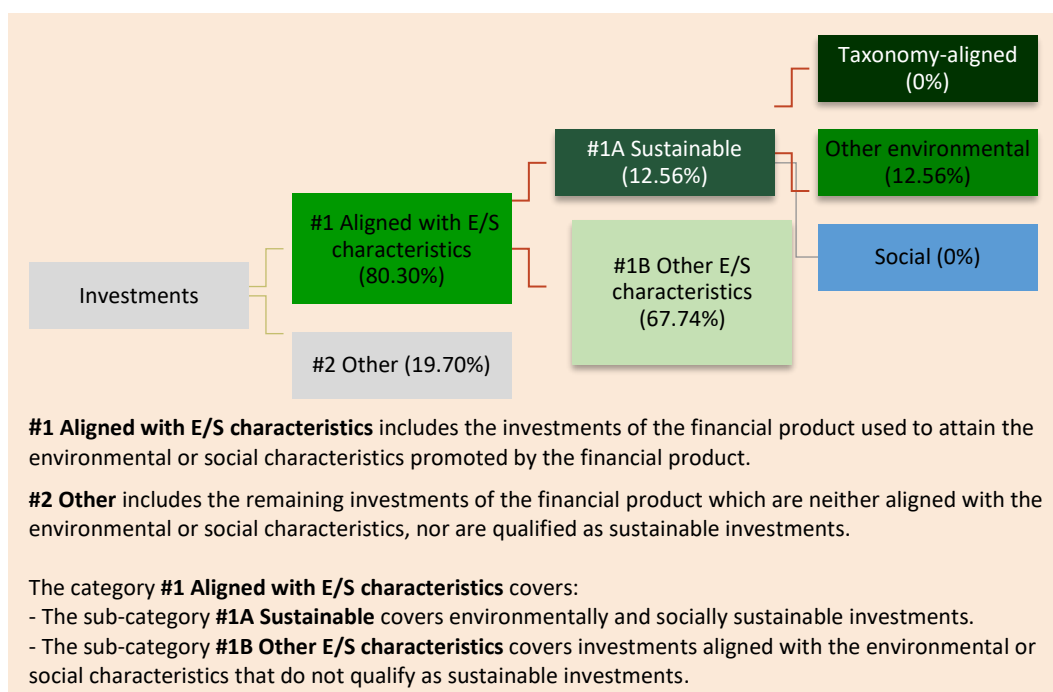 Taxonomy-aligned
(0%)
#1A Sustainable
(12.56%)
Other environmental
(12.56%)
#1 Aligned with E/S
characteristics
(80.30%)
#1B Other E/S
characteristics
(67.74%)
Social (0%)
Investments
#2 Other (19.70%)
#1 Aligned with E/S characteristics includes the investments of the financial product used to attain the
environmental or social characteristics promoted by the financial product.
#2 Other includes the remaining investments of the financial product which are neither aligned with the
environmental or social characteristics, nor are qualified as sustainable investments.
The category #1 Aligned with E/S characteristics covers:
- The sub-category #1A Sustainable covers environmentally and socially sustainable investments.
- The sub-category #1B Other E/S characteristics covers investments aligned with the environmental or
social characteristics that do not qualify as sustainable investments.